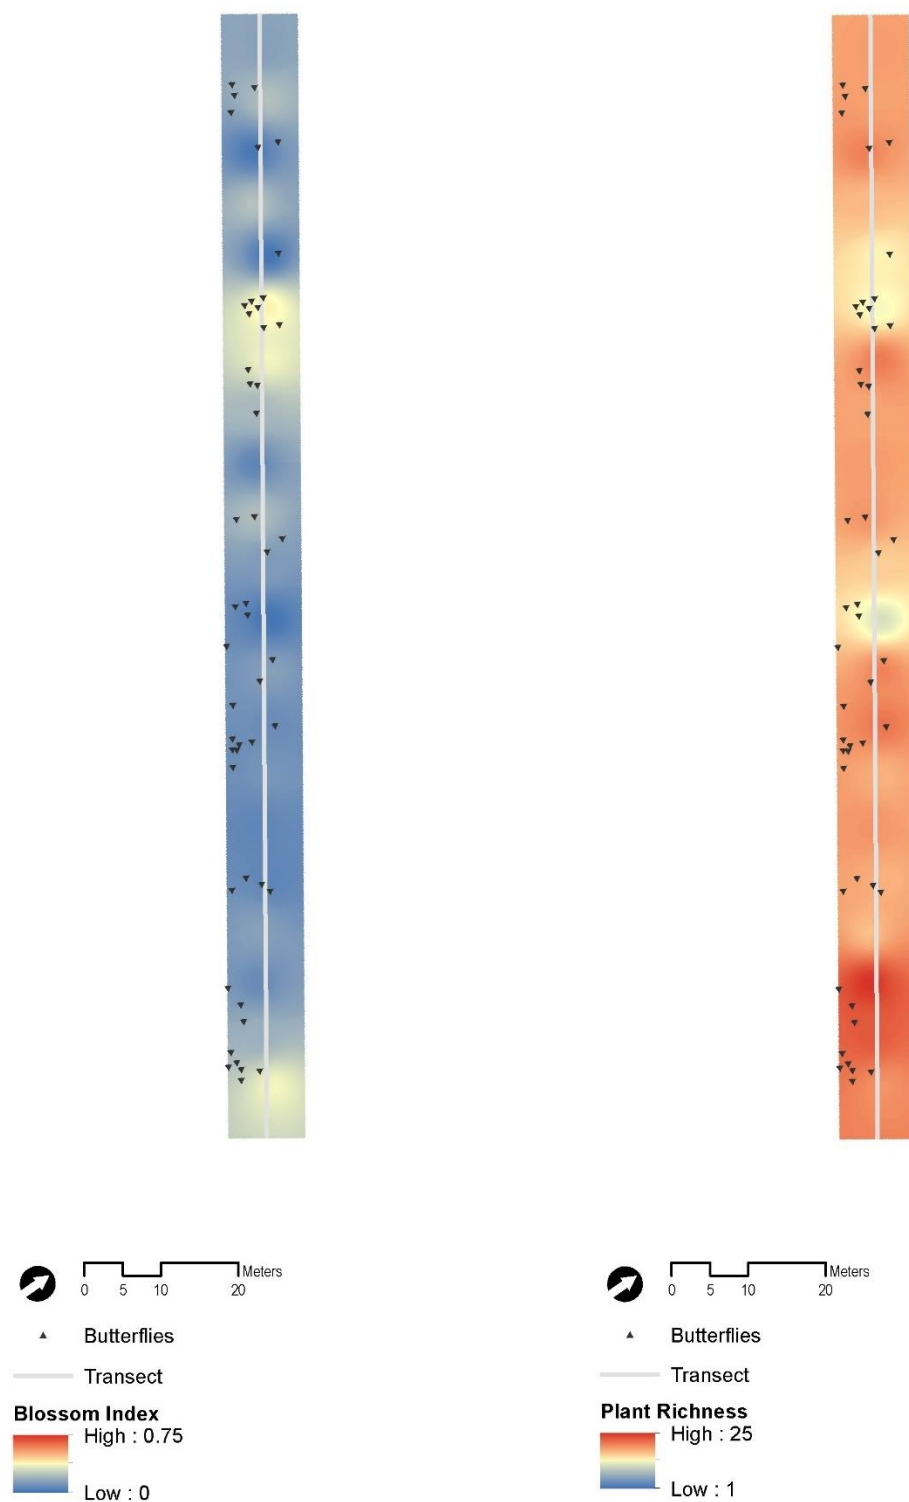 0 5 10 20 Meters
Butterflies
Transect
Blossom Index
High : 0.75
Low : 0
0 5 10 20 Meters
Butterflies
Transect
Plant Richness
High : 25
Low : 1